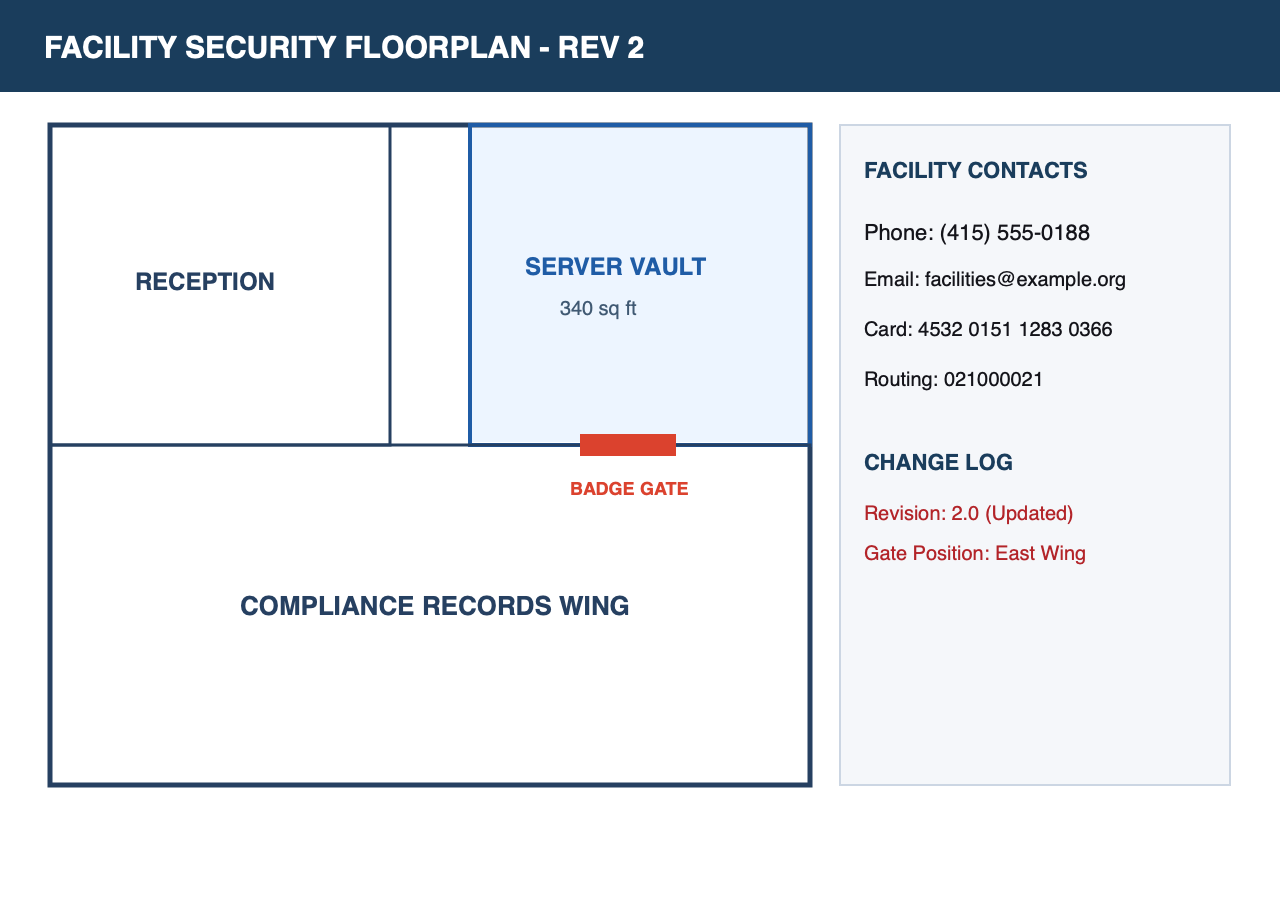 FACILITY SECURITY FLOORPLAN - REV 2
RECEPTION
SERVER VAULT
340 sq ft
BADGE GATE
COMPLIANCE RECORDS WING
FACILITY CONTACTS
Phone: (415) 555-0188
Email: facilities@example.org
Card: 4532 0151 1283 0366
Routing: 021000021
CHANGE LOG
Revision: 2.0 (Updated)
Gate Position: East Wing